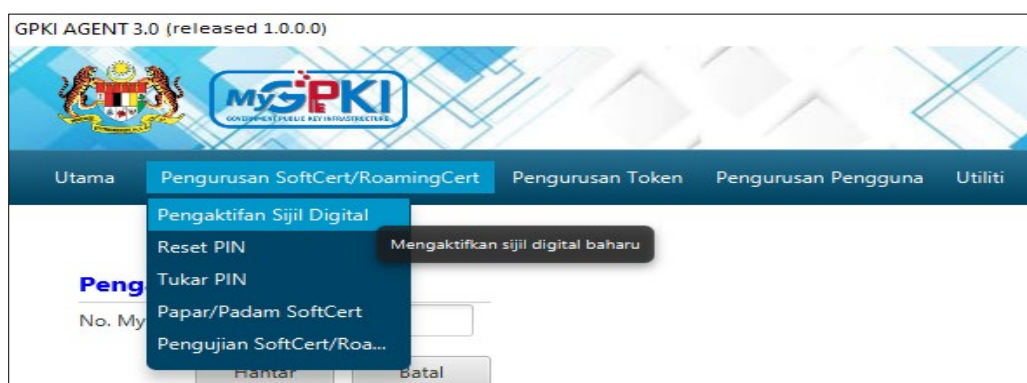 GPKI AGENT 3.0 (released 1.0.0.0)
MyGPKI
GOVERNMENT PUBLIC KEY INFRASTRUCTURE
Utama Pengurusan SoftCert/RoamingCert Pengurusan Token Pengurusan Pengguna Utiliti
Pengaktifan Sijil Digital
Reset PIN
Mengaktifkan sijil digital baharu
Tukar PIN
Peng
Papar/Padam SoftCert
No. My
Pengujian SoftCert/Roa...
Hantar Batal